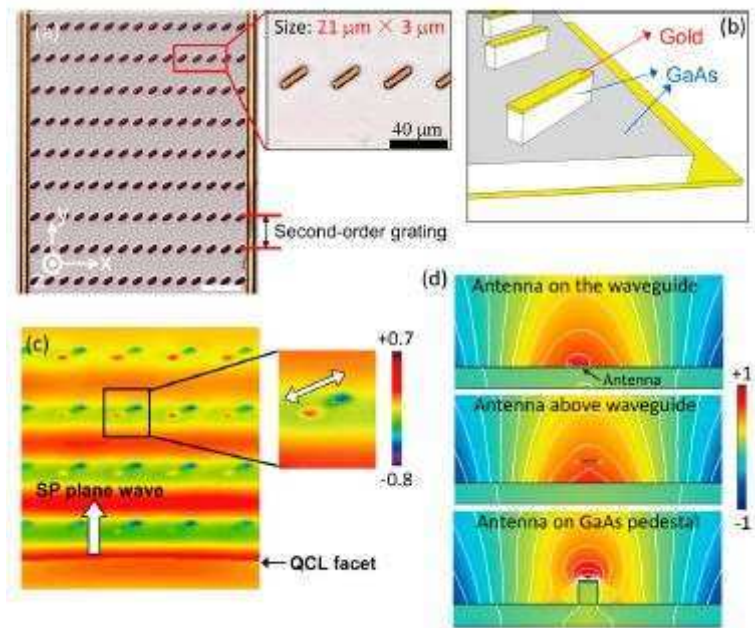 (a)
Size: 21 μm × 3 μm
40 μm
Second-order grating
y
X
(b)
Gold
GaAs
(c)
+0.7
-0.8
SP plane wave
QCL facet
(d)
Antenna on the waveguide
Antenna
Antenna above waveguide
Antenna on GaAs pedestal
+1
-1